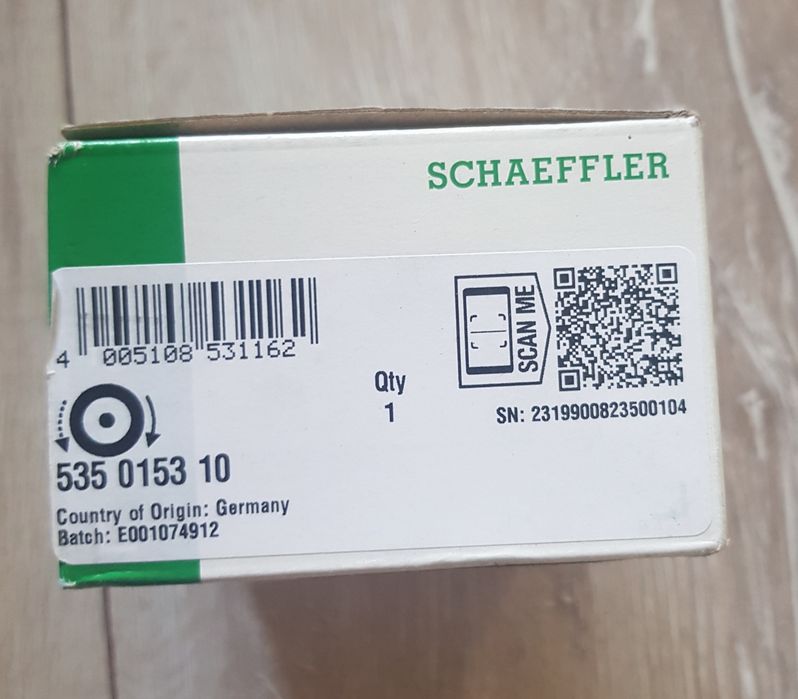 SCHAEFFLER
4 005108 531162
SCAN ME
Qty
1
SN: 2319900823500104
535 0153 10
Country of Origin: Germany
Batch: E001074912